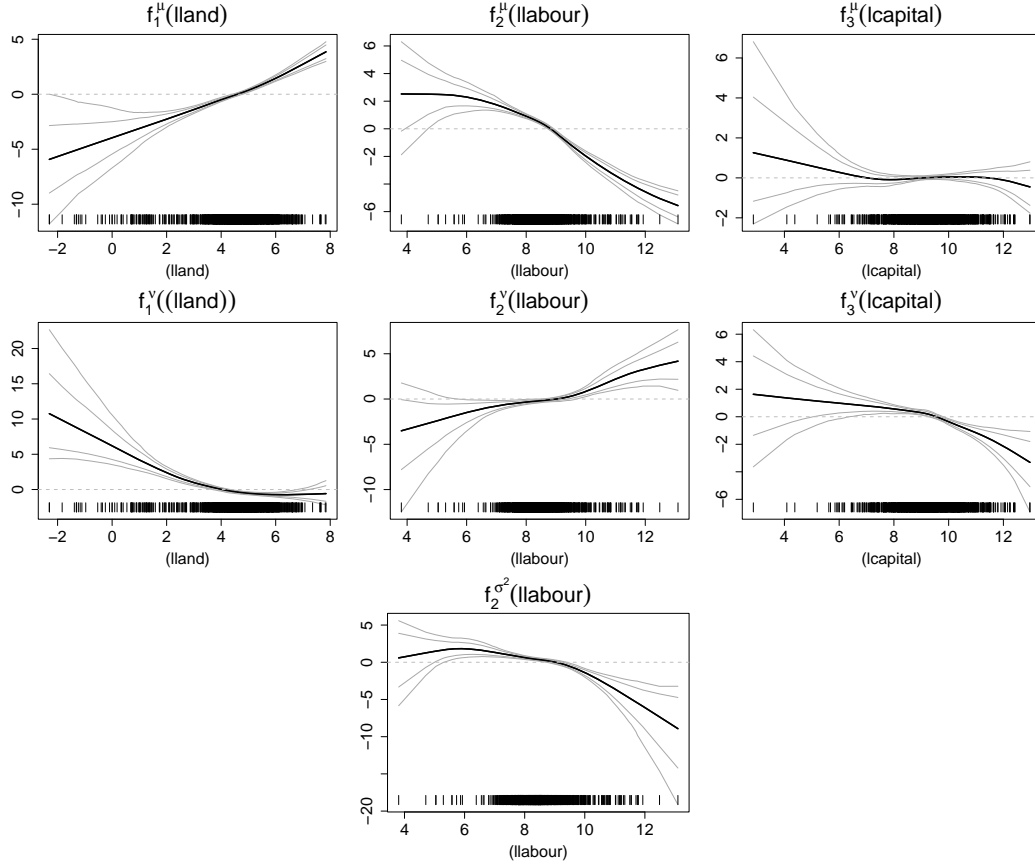 f₁^μ(lland)
5
0
−5
−10
−2 0 2 4 6 8
(lland)
f₂^μ(llabour)
6
4
2
0
−2
−6
4 6 8 10 12
(llabour)
f₃^μ(lcapital)
6
4
2
0
−2
4 6 8 10 12
(lcapital)
f₁^ν((lland))
20
15
10
5
0
−2 0 2 4 6 8
(lland)
f₂^ν(llabour)
5
0
−5
−10
4 6 8 10 12
(llabour)
f₃^ν(lcapital)
6
4
2
0
−2
−6
4 6 8 10 12
(lcapital)
f₂^σ²(llabour)
5
0
−5
−10
−20
4 6 8 10 12
(llabour)